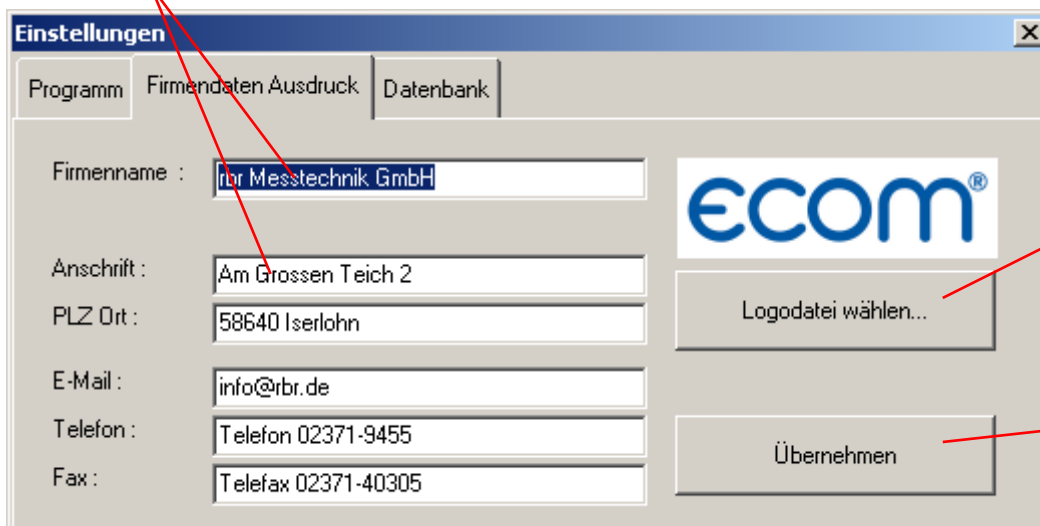 Einstellungen
Programm Firmendaten Ausdruck Datenbank
Firmenname : rbr Messtechnik GmbH
ecom®
Anschrift : Am Grossen Teich 2
PLZ Ort : 58640 Iserlohn
Logodatei wählen...
E-Mail : info@rbr.de
Telefon : Telefon 02371-9455
Fax : Telefax 02371-40305
Übernehmen